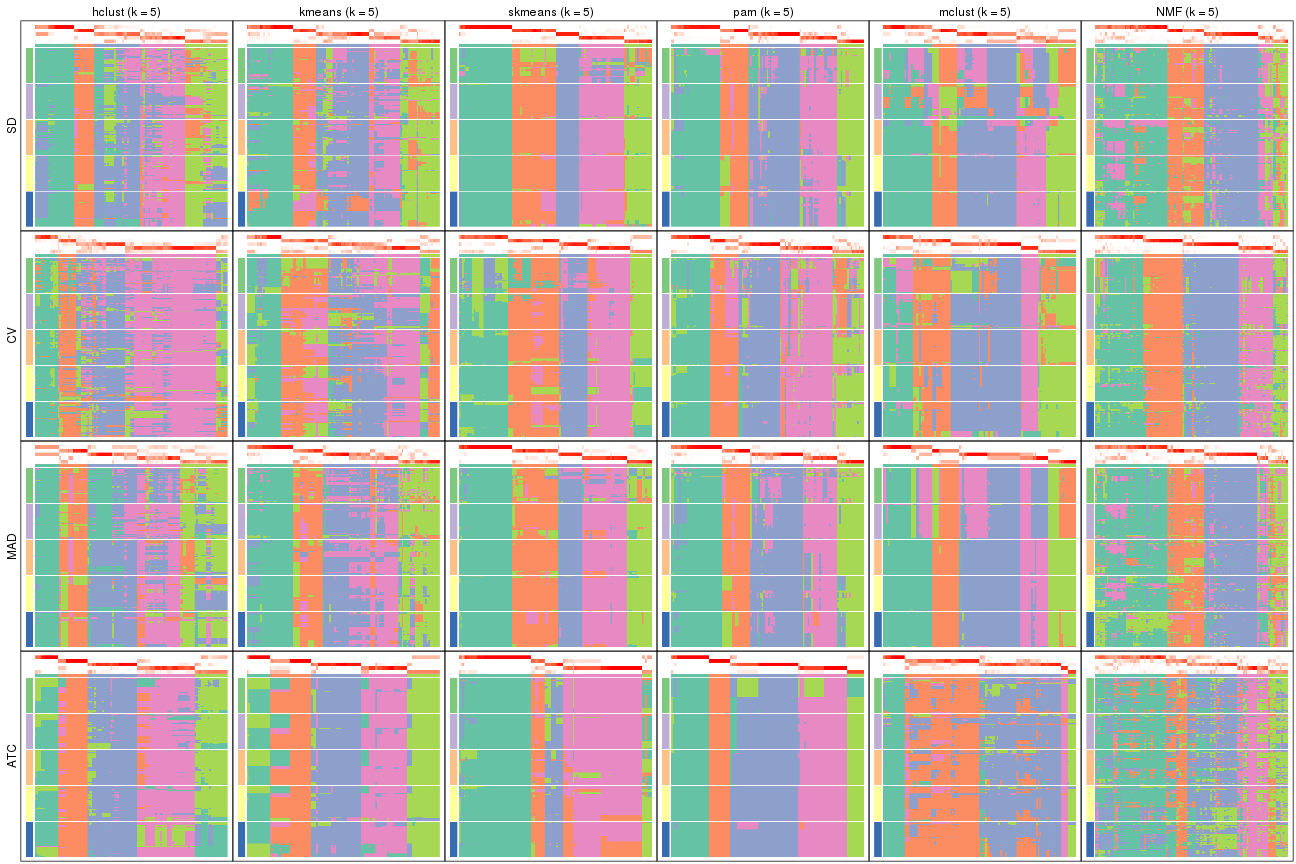 hclust (k = 5) kmeans (k = 5) skmeans (k = 5) pam (k = 5) mclust (k = 5) NMF (k = 5)
SD
CV
MAD
ATC